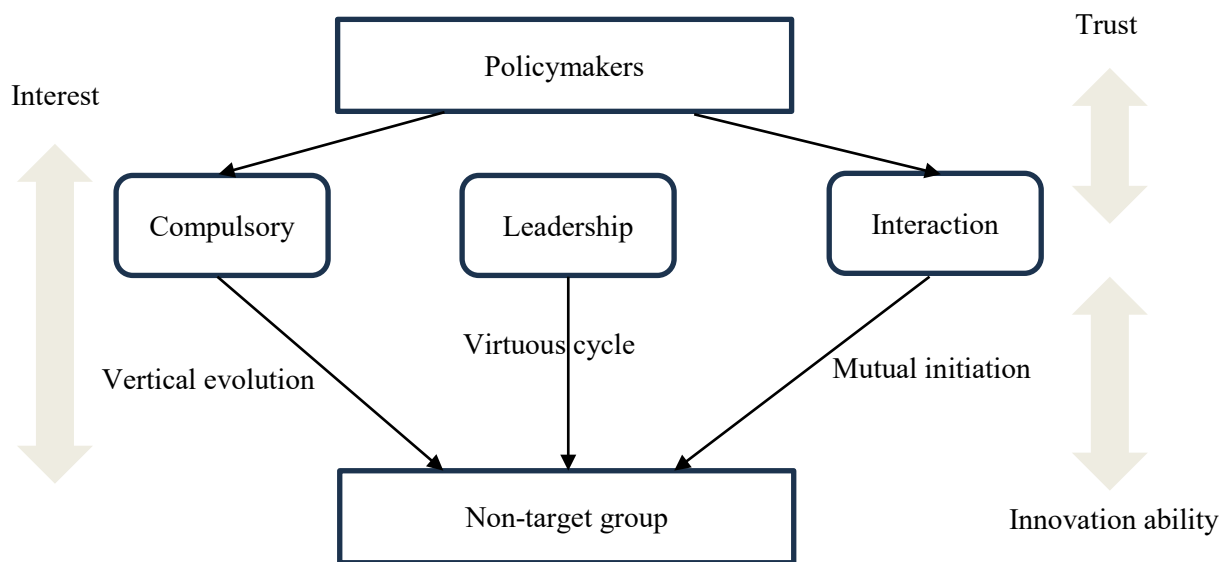 Trust
Policymakers
Interest
Compulsory
Leadership
Interaction
Virtuous cycle
Vertical evolution
Mutual initiation
Non-target group
Innovation ability